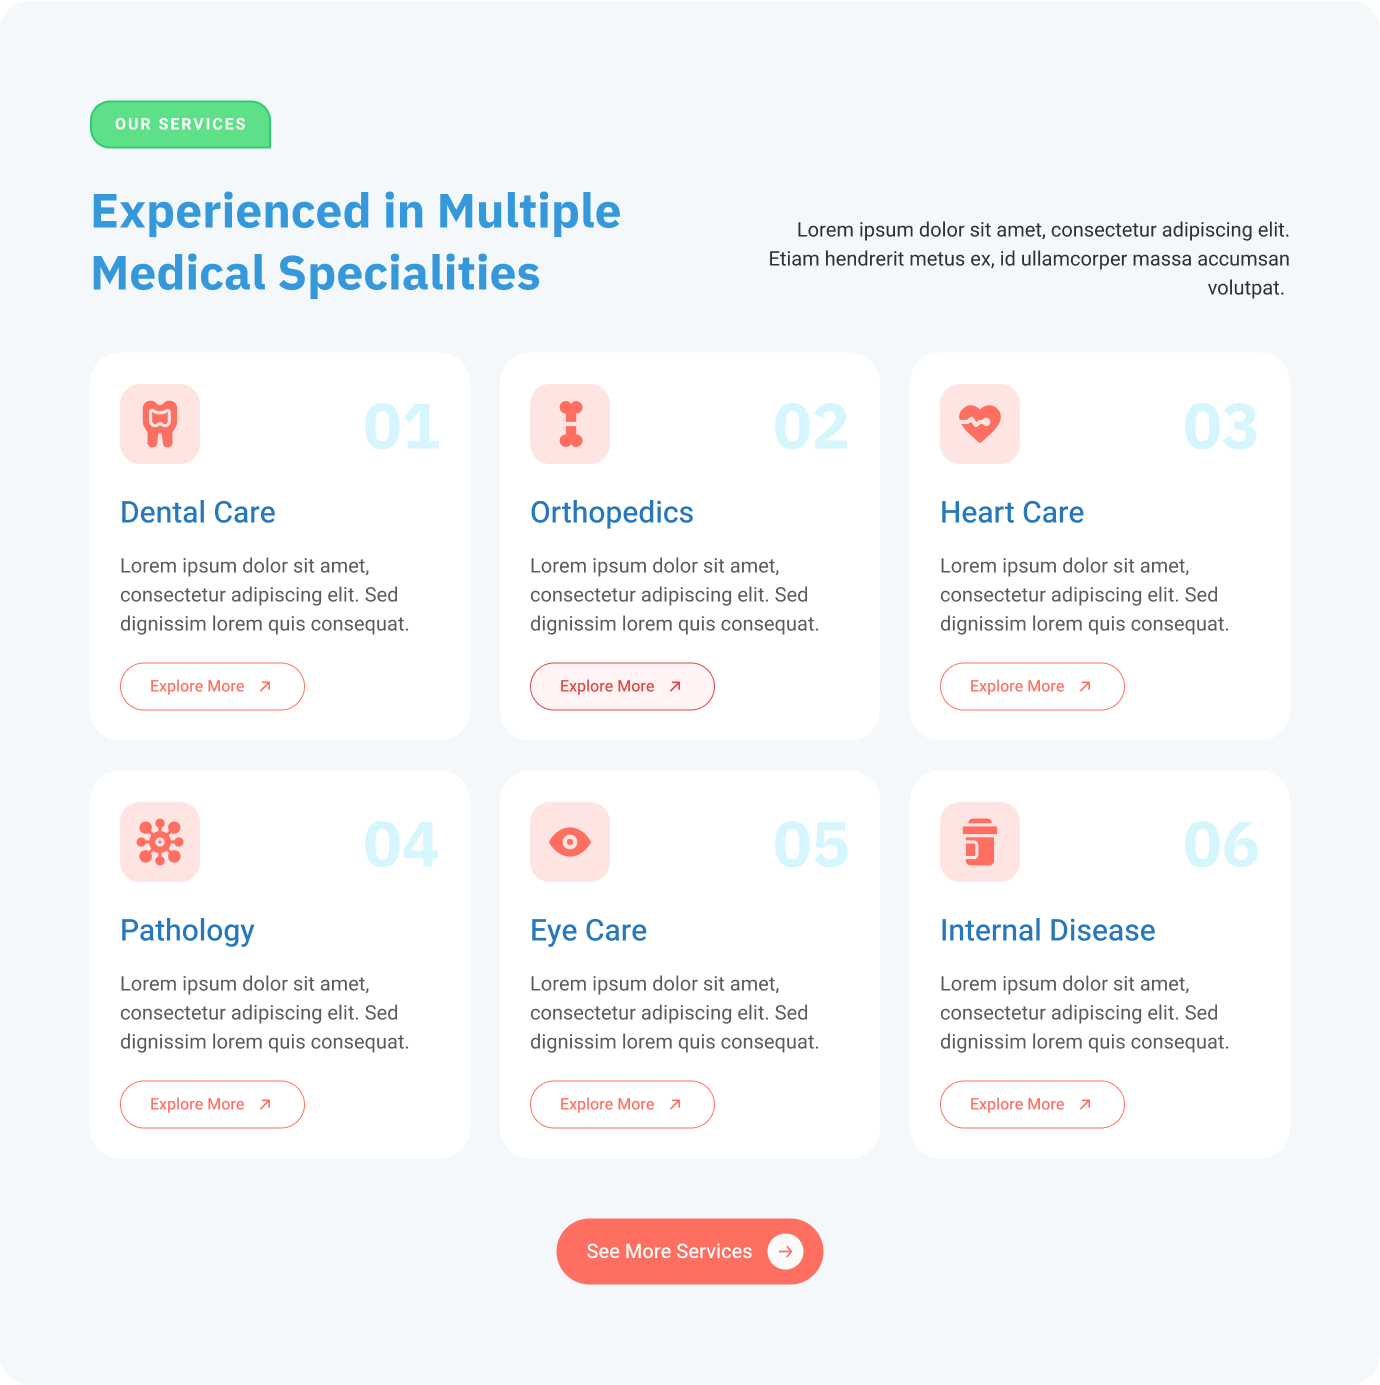 OUR SERVICES
Experienced in Multiple
Medical Specialities
Lorem ipsum dolor sit amet, consectetur adipiscing elit.
Etiam hendrerit metus ex, id ullamcorper massa accumsan
volutpat.
01
Dental Care
Lorem ipsum dolor sit amet,
consectetur adipiscing elit. Sed
dignissim lorem quis consequat.
Explore More
02
Orthopedics
Lorem ipsum dolor sit amet,
consectetur adipiscing elit. Sed
dignissim lorem quis consequat.
Explore More
03
Heart Care
Lorem ipsum dolor sit amet,
consectetur adipiscing elit. Sed
dignissim lorem quis consequat.
Explore More
04
Pathology
Lorem ipsum dolor sit amet,
consectetur adipiscing elit. Sed
dignissim lorem quis consequat.
Explore More
05
Eye Care
Lorem ipsum dolor sit amet,
consectetur adipiscing elit. Sed
dignissim lorem quis consequat.
Explore More
06
Internal Disease
Lorem ipsum dolor sit amet,
consectetur adipiscing elit. Sed
dignissim lorem quis consequat.
Explore More
See More Services